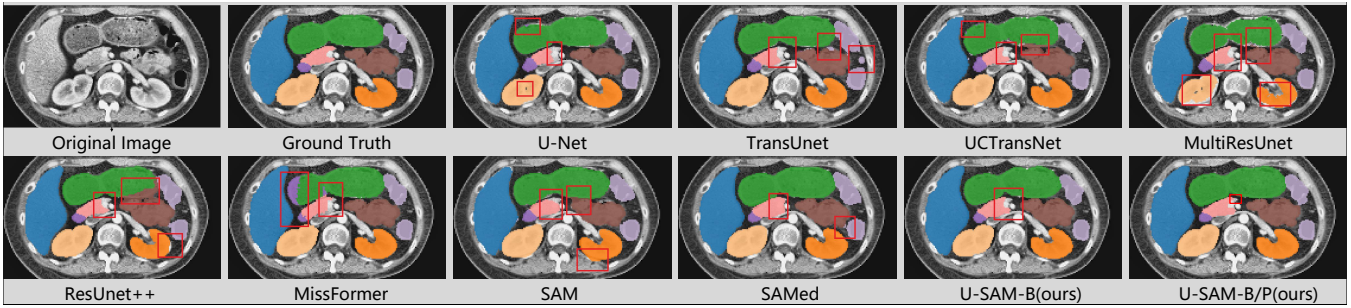 Original Image
Ground Truth
U-Net
TransUnet
UCTransNet
MultiResUnet
ResUnet++
MissFormer
SAM
SAMed
U-SAM-B(ours)
U-SAM-B/P(ours)